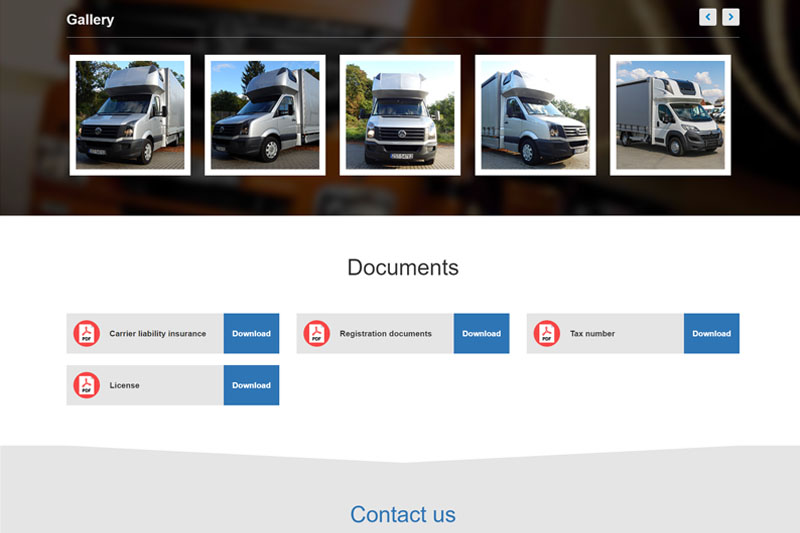 Gallery
Documents
PDF
Carrier liability insurance
Download
PDF
Registration documents
Download
PDF
Tax number
Download
PDF
License
Download
Contact us